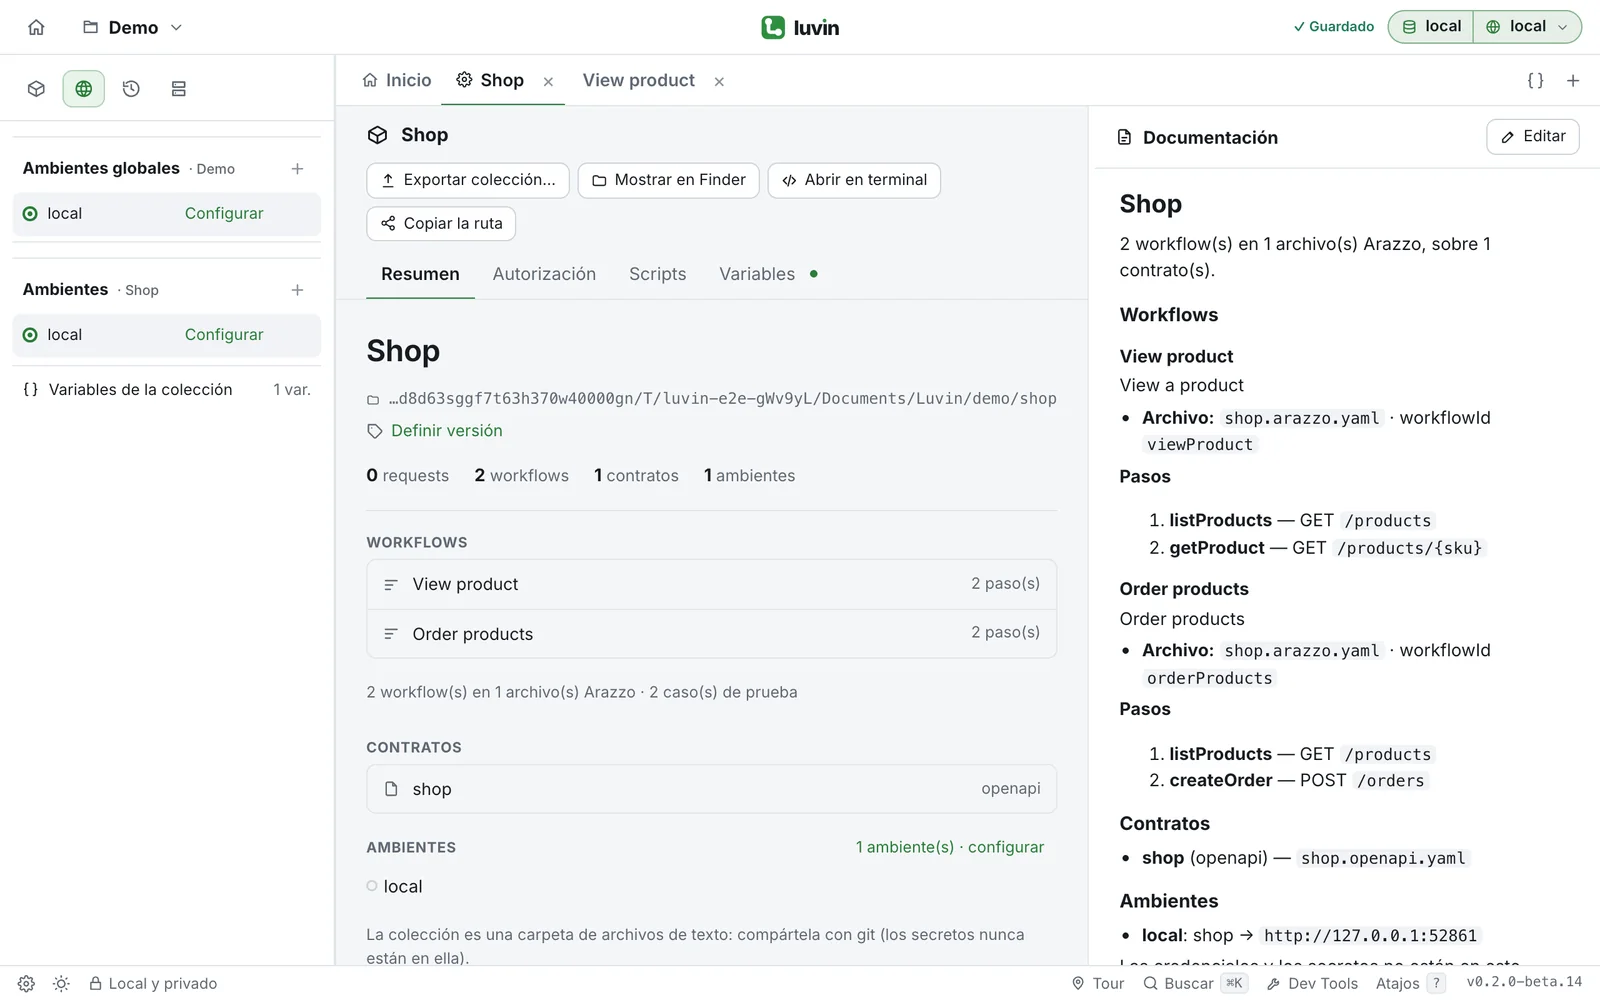 Demo
luvin
Guardado
local
local
Inicio
Shop
View product
Ambientes globales · Demo
local
Configurar
Ambientes · Shop
local
Configurar
Variables de la colección
1 var.
Shop
Exportar colección...
Mostrar en Finder
Abrir en terminal
Copiar la ruta
Resumen
Autorización
Scripts
Variables
Shop
…d8d63sggf7t63h370w40000gn/T/luvin-e2e-gWv9yL/Documents/Luvin/demo/shop
Definir versión
0 requests
2 workflows
1 contratos
1 ambientes
WORKFLOWS
View product
2 paso(s)
Order products
2 paso(s)
2 workflow(s) en 1 archivo(s) Arazzo · 2 caso(s) de prueba
CONTRATOS
shop
openapi
AMBIENTES
1 ambiente(s) · configurar
local
La colección es una carpeta de archivos de texto: compártela con git (los secretos nunca
están en ella).
Documentación
Editar
Shop
2 workflow(s) en 1 archivo(s) Arazzo, sobre 1
contrato(s).
Workflows
View product
View a product
• Archivo: shop.arazzo.yaml · workflowId
viewProduct
Pasos
1. listProducts — GET /products
2. getProduct — GET /products/{sku}
Order products
Order products
• Archivo: shop.arazzo.yaml · workflowId
orderProducts
Pasos
1. listProducts — GET /products
2. createOrder — POST /orders
Contratos
• shop (openapi) — shop.openapi.yaml
Ambientes
• local: shop → http://127.0.0.1:52861
Local y privado
Tour
Buscar ⌘K
Dev Tools
Atajos ?
v0.2.0-beta.14